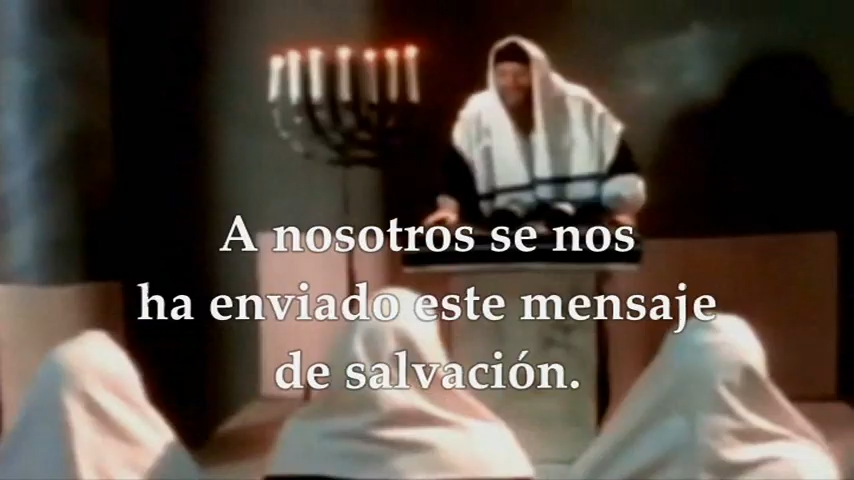 A nosotros se nos
ha enviado este mensaje
de salvación.